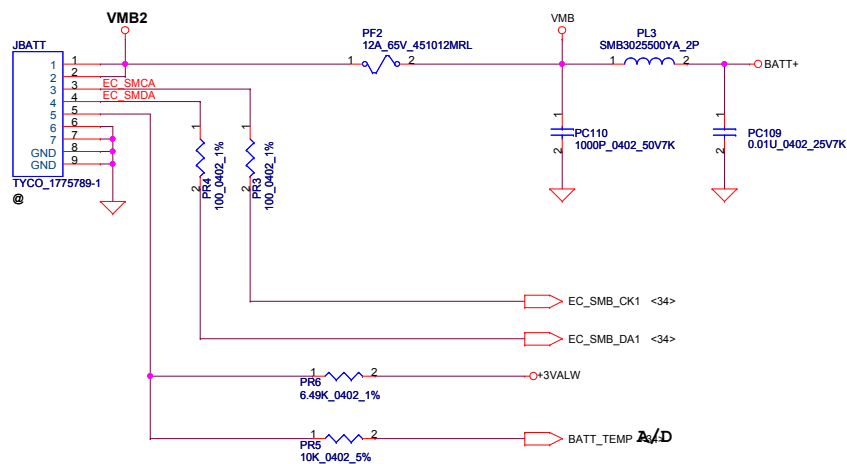 VMB2
VMB
JBATT
PF2
12A_65V_451012MRL
PL3
SMB3025500YA_2P
1 1
2 2
3 3 EC_SMCA
4 4 EC_SMDA
5 5
6 6
7 7
GND 8
GND 9
1 2
1 2
BATT+
TYCO_1775789-1
@
1
2
PR4
100_0402_1%
1
2
PR3
100_0402_1%
1
2
PC110
1000P_0402_50V7K
1
2
PC109
0.01U_0402_25V7K
EC_SMB_CK1 <34>
EC_SMB_DA1 <34>
1 2
PR6
6.49K_0402_1%
+3VALW
1 2
PR5
10K_0402_5%
BATT_TEMP
A/D